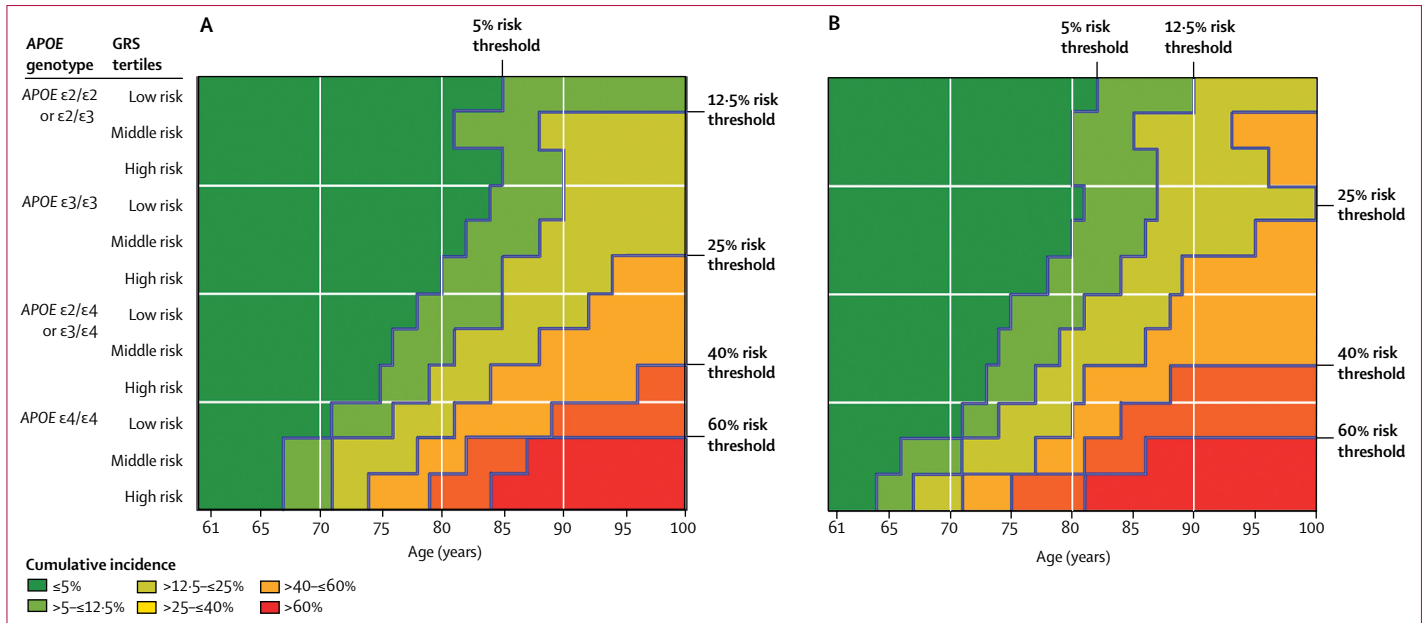 A
B
5% risk
threshold
5% risk
threshold
12·5% risk
threshold
APOE
genotype
GRS
tertiles
APOE ε2/ε2
or ε2/ε3
Low risk
Middle risk
High risk
APOE ε3/ε3
Low risk
Middle risk
High risk
APOE ε2/ε4
or ε3/ε4
Low risk
Middle risk
High risk
APOE ε4/ε4
Low risk
Middle risk
High risk
12·5% risk
threshold
25% risk
threshold
40% risk
threshold
60% risk
threshold
25% risk
threshold
40% risk
threshold
60% risk
threshold
61 65 70 75 80 85 90 95 100
Age (years)
61 65 70 75 80 85 90 95 100
Age (years)
Cumulative incidence
≤5% >12·5–≤25% >40–≤60%
>5–≤12·5% >25–≤40% >60%